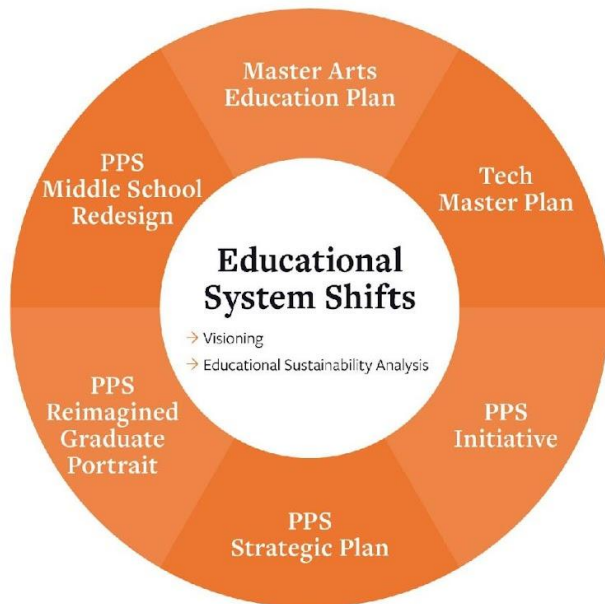 Master Arts
Education Plan
Tech
Master Plan
PPS
Initiative
PPS
Strategic Plan
PPS
Reimagined
Graduate
Portrait
PPS
Middle School
Redesign
Educational
System Shifts
→ Visioning
→ Educational Sustainability Analysis